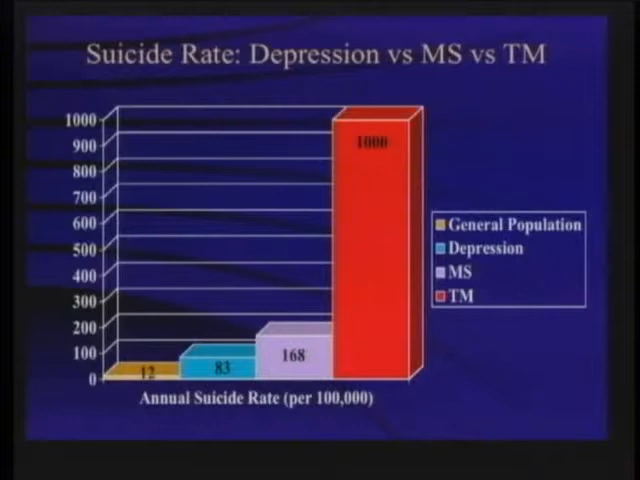 Suicide Rate: Depression vs MS vs TM
1000
900
800
700
600
500
400
300
200
100
0
1000
168
83
12
General Population
Depression
MS
TM
Annual Suicide Rate (per 100,000)